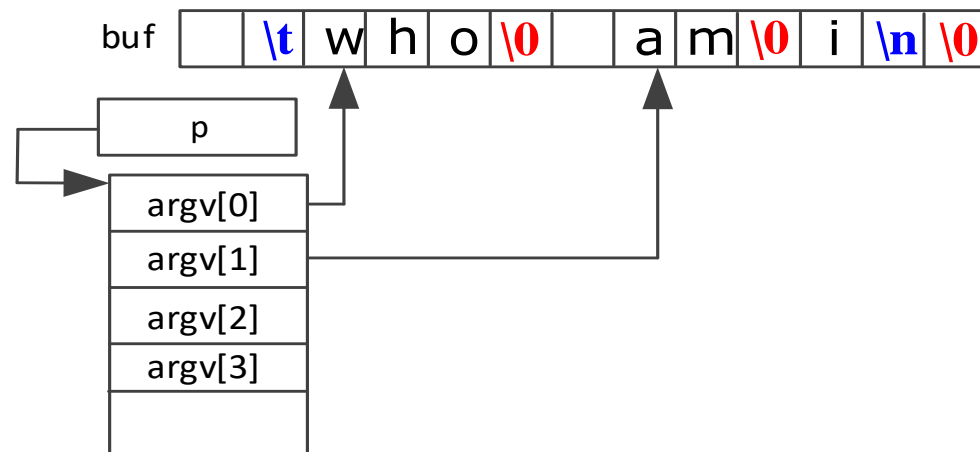 buf \t w h o \0 a m \0 i \n \0
p
argv[0]
argv[1]
argv[2]
argv[3]